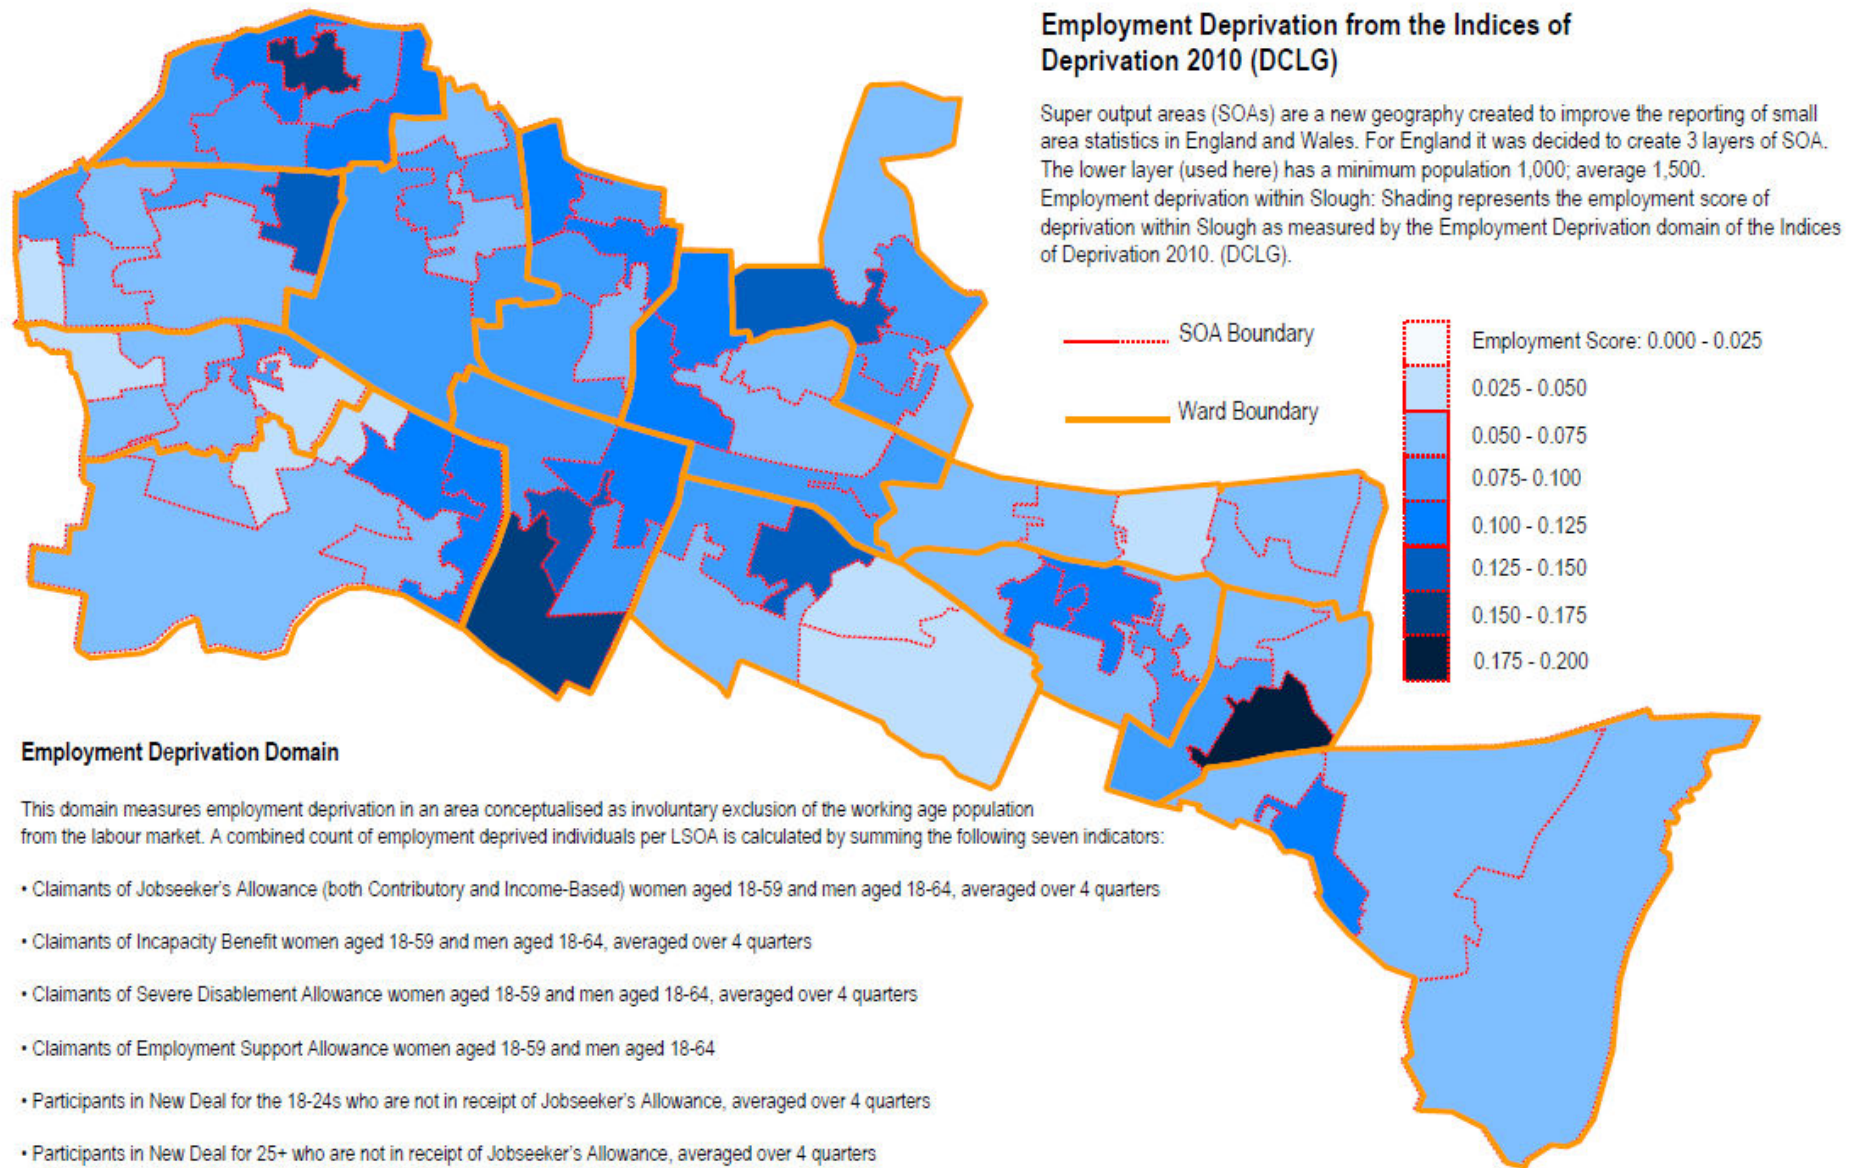 Employment Deprivation from the Indices of
Deprivation 2010 (DCLG)
Super output areas (SOAs) are a new geography created to improve the reporting of small
area statistics in England and Wales. For England it was decided to create 3 layers of SOA.
The lower layer (used here) has a minimum population 1,000; average 1,500.
Employment deprivation within Slough: Shading represents the employment score of
deprivation within Slough as measured by the Employment Deprivation domain of the Indices
of Deprivation 2010. (DCLG).
SOA Boundary
Ward Boundary
Employment Score: 0.000 - 0.025
0.025 - 0.050
0.050 - 0.075
0.075- 0.100
0.100 - 0.125
0.125 - 0.150
0.150 - 0.175
0.175 - 0.200
Employment Deprivation Domain
This domain measures employment deprivation in an area conceptualised as involuntary exclusion of the working age population
from the labour market. A combined count of employment deprived individuals per LSOA is calculated by summing the following seven indicators:
• Claimants of Jobseeker's Allowance (both Contributory and Income-Based) women aged 18-59 and men aged 18-64, averaged over 4 quarters
• Claimants of Incapacity Benefit women aged 18-59 and men aged 18-64, averaged over 4 quarters
• Claimants of Severe Disablement Allowance women aged 18-59 and men aged 18-64, averaged over 4 quarters
• Claimants of Employment Support Allowance women aged 18-59 and men aged 18-64
• Participants in New Deal for the 18-24s who are not in receipt of Jobseeker's Allowance, averaged over 4 quarters
• Participants in New Deal for 25+ who are not in receipt of Jobseeker's Allowance, averaged over 4 quarters